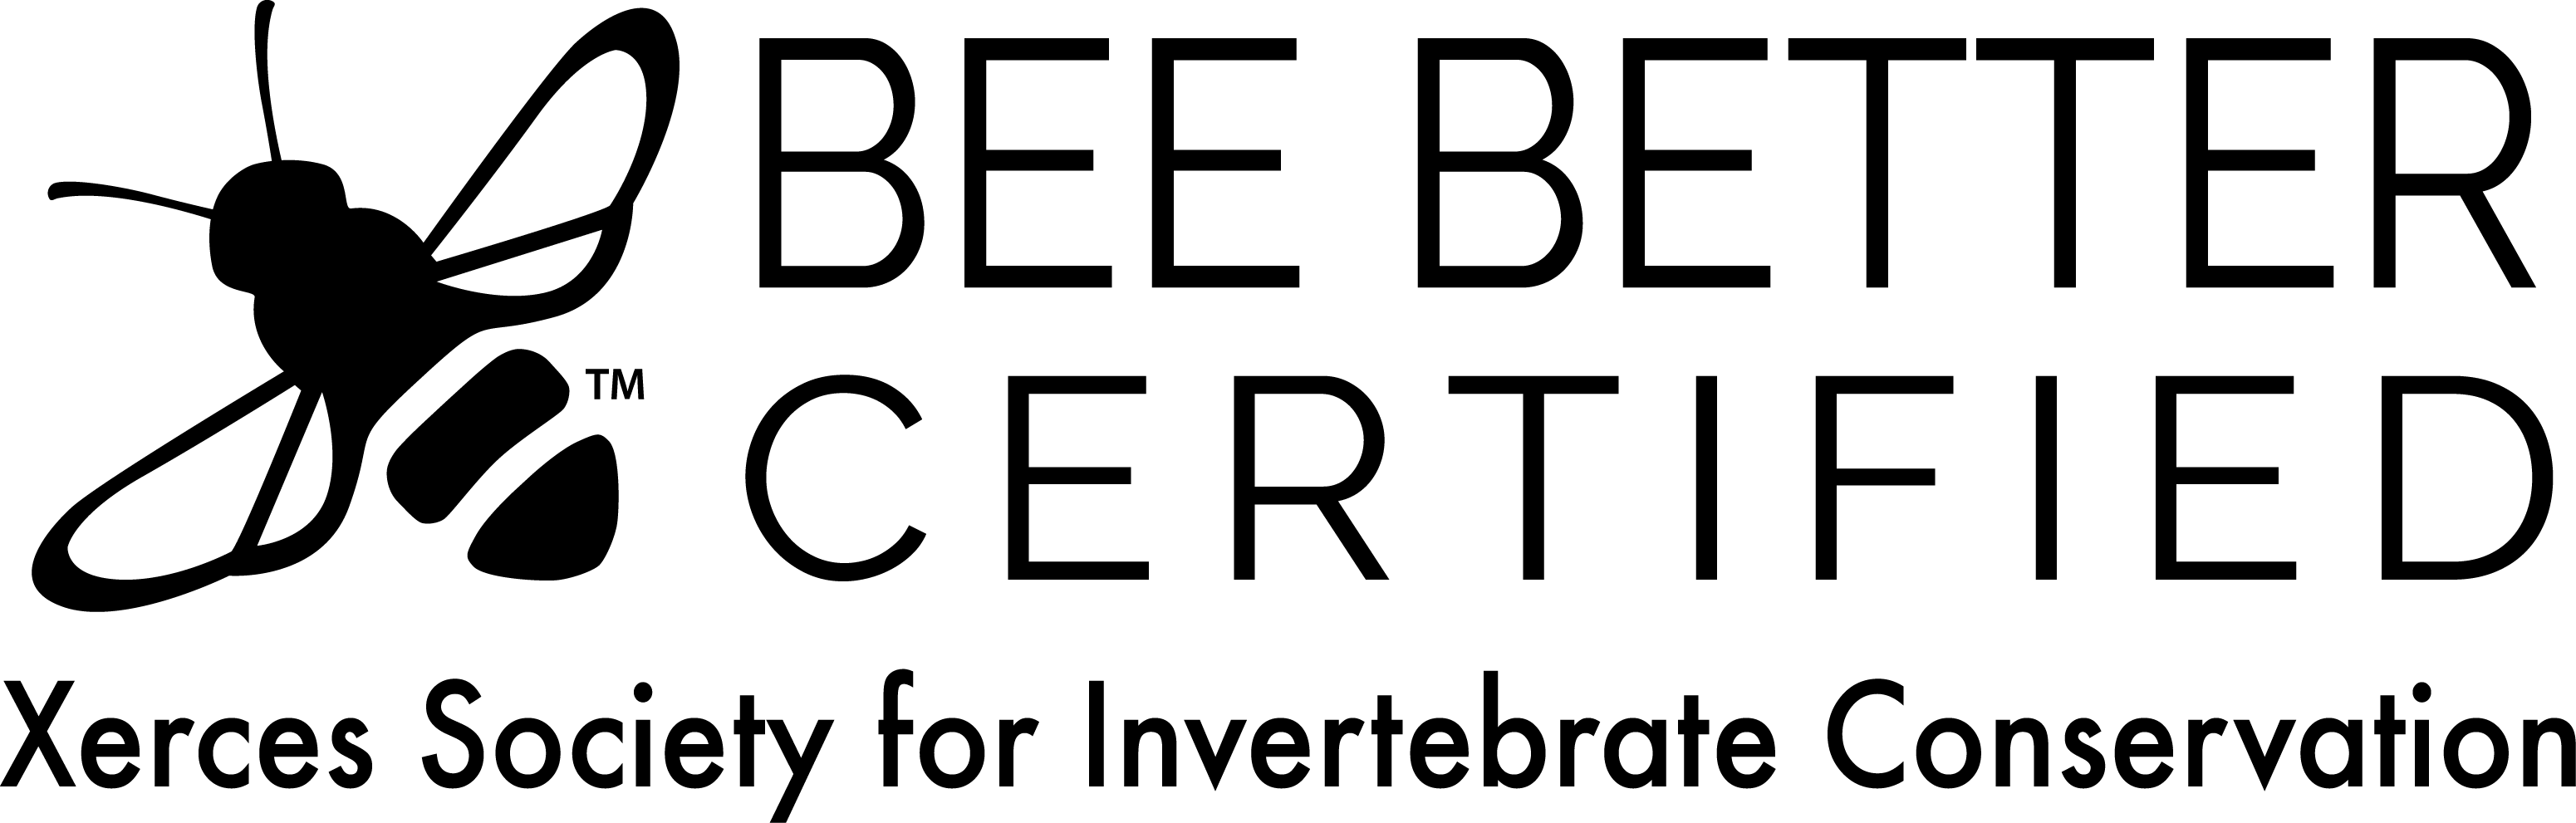 BEE BETTER
™
CERTIFIED
Xerces Society for Invertebrate Conservation